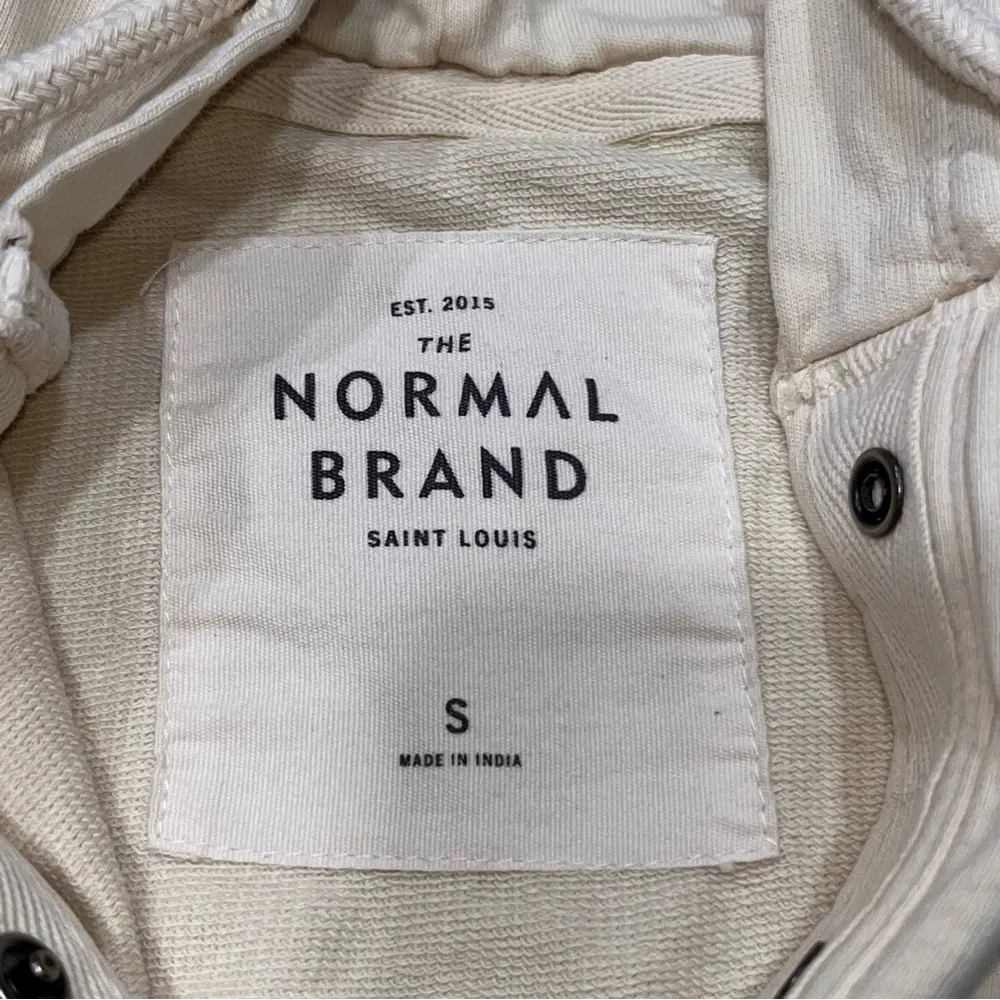 EST. 2015
THE
NORMAL
BRAND
SAINT LOUIS
S
MADE IN INDIA